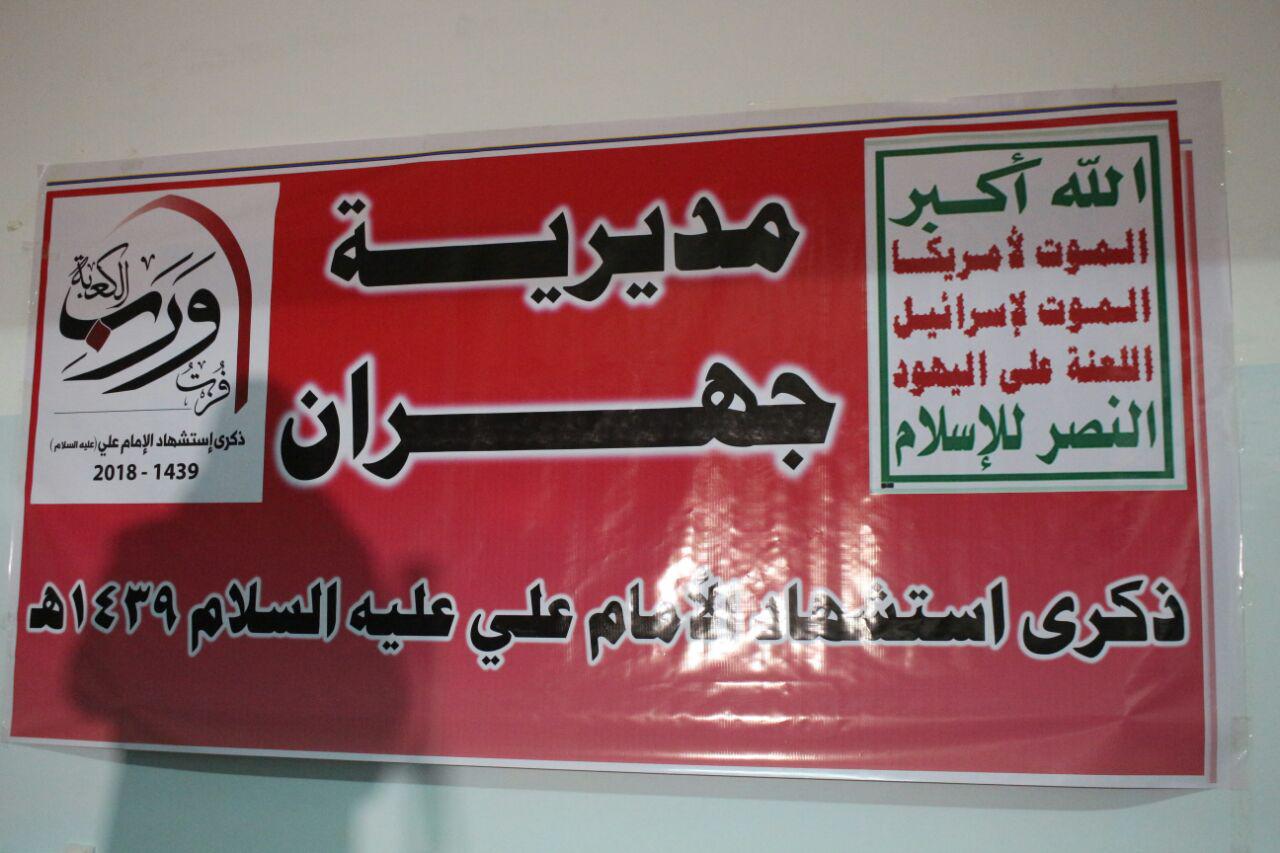 الله أكبر
الموت لأمريكا
الموت لإسرائيل
اللعنة على اليهود
النصر للإسلام
مديرية
جهران
فزت وَرَبِّ الكعبة
ذكرى إستشهاد الإمام علي (عليه السلام)
2018 - 1439
ذكرى استشهاد الأمام علي عليه السلام ١٤٣٩هـ